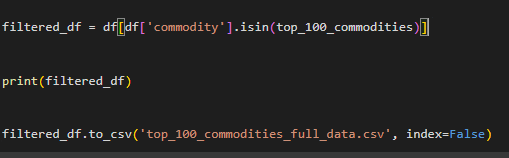 filtered_df = df[df['commodity'].isin(top_100_commodities)]
print(filtered_df)
filtered_df.to_csv('top_100_commodities_full_data.csv', index=False)